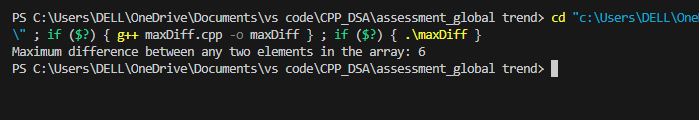 PS C:\Users\DELL\OneDrive\Documents\vs code\CPP_DSA\assessment_global trend> cd "c:\Users\DELL\On
\" ; if ($?) { g++ maxDiff.cpp -o maxDiff } ; if ($?) { .\maxDiff }
Maximum difference between any two elements in the array: 6
PS C:\Users\DELL\OneDrive\Documents\vs code\CPP_DSA\assessment_global trend>